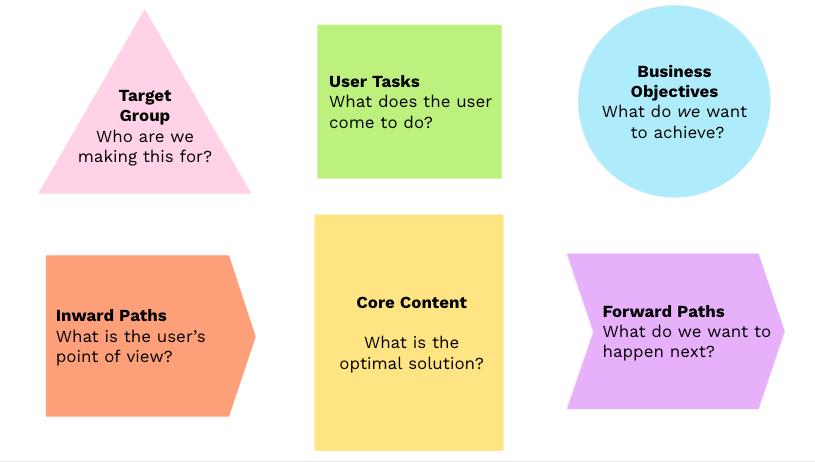 Target
Group
Who are we
making this for?
User Tasks
What does the user
come to do?
Business
Objectives
What do we want
to achieve?
Inward Paths
What is the user’s
point of view?
Core Content
What is the
optimal solution?
Forward Paths
What do we want to
happen next?